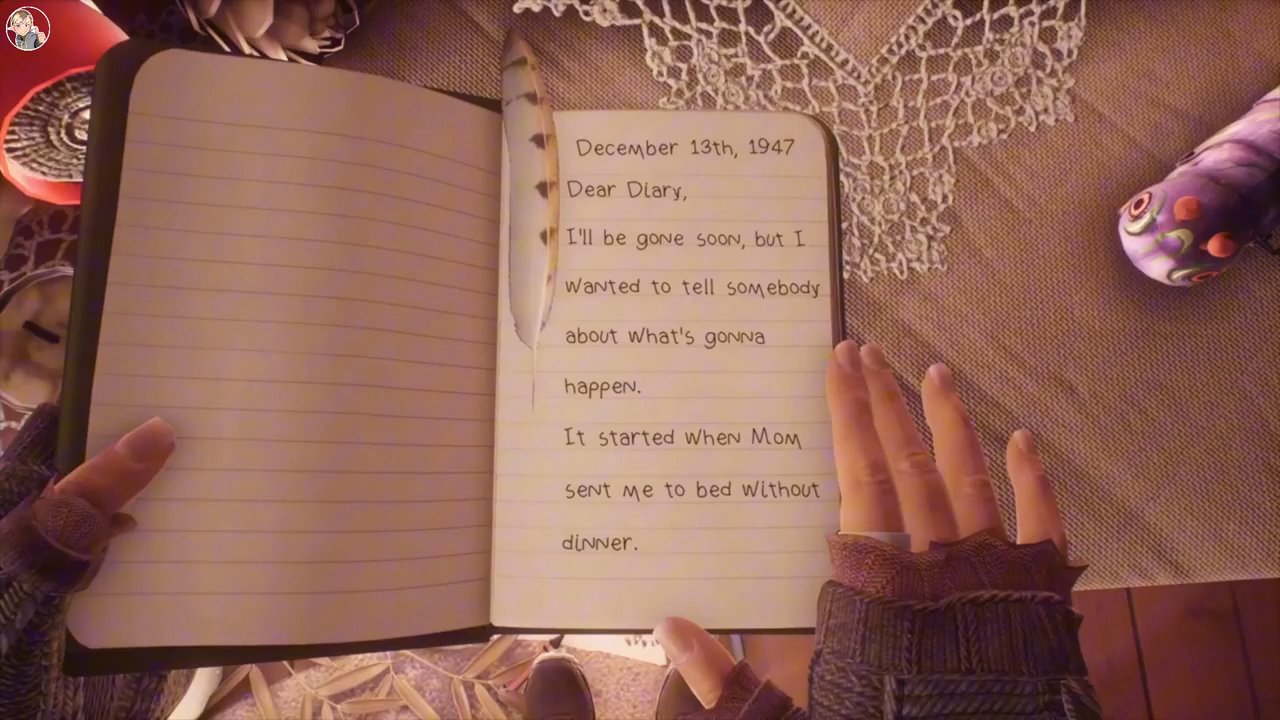 December 13th, 1947
Dear Diary,
I'll be gone soon, but I
wanted to tell somebody
about what's gonna
happen.
It started when Mom
sent me to bed without
dinner.